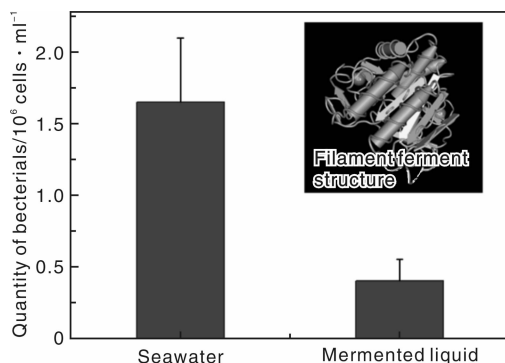 Quantity of becterials/10⁶ cells · ml⁻¹
2.0
1.5
1.0
0.5
0
Filament ferment
structure
Seawater
Mermented liquid